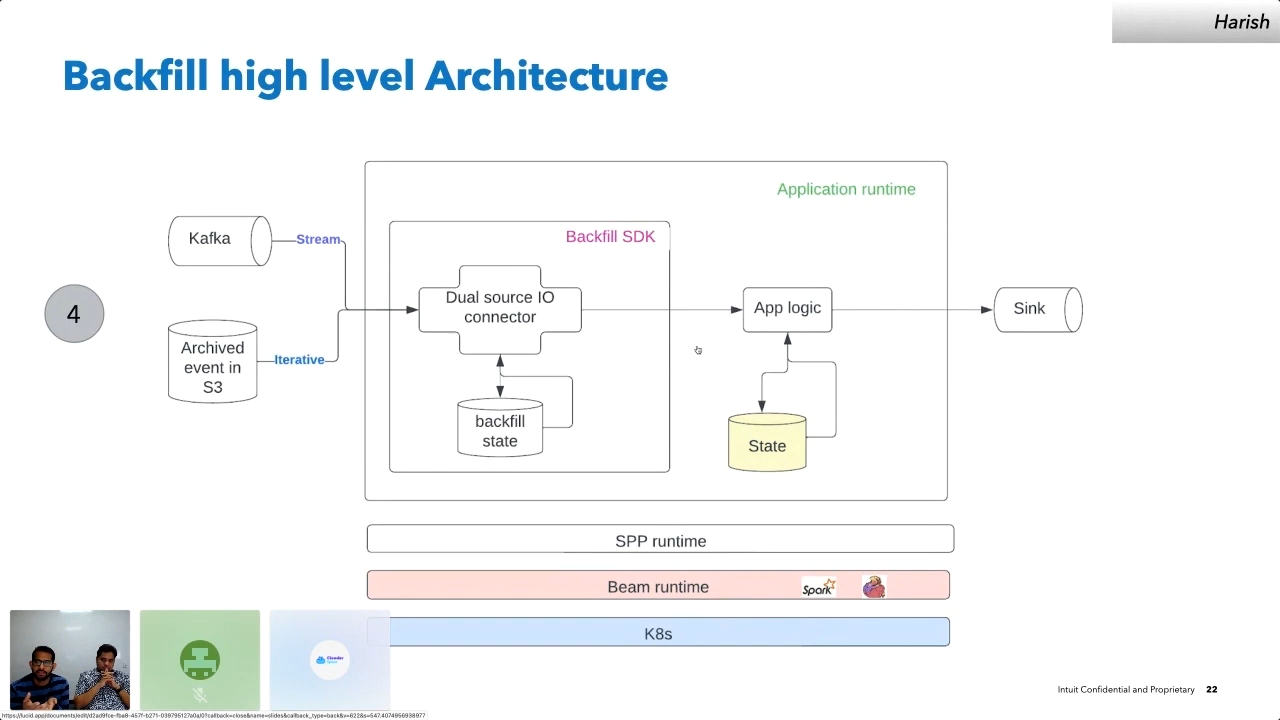 Harish
Backfill high level Architecture
Application runtime
Backfill SDK
Kafka
Stream
Dual source IO
connector
App logic
Sink
4
Archived
event in
S3
Iterative
backfill
state
State
SPP runtime
Beam runtime
Spark
K8s
Intuit Confidential and Proprietary 22